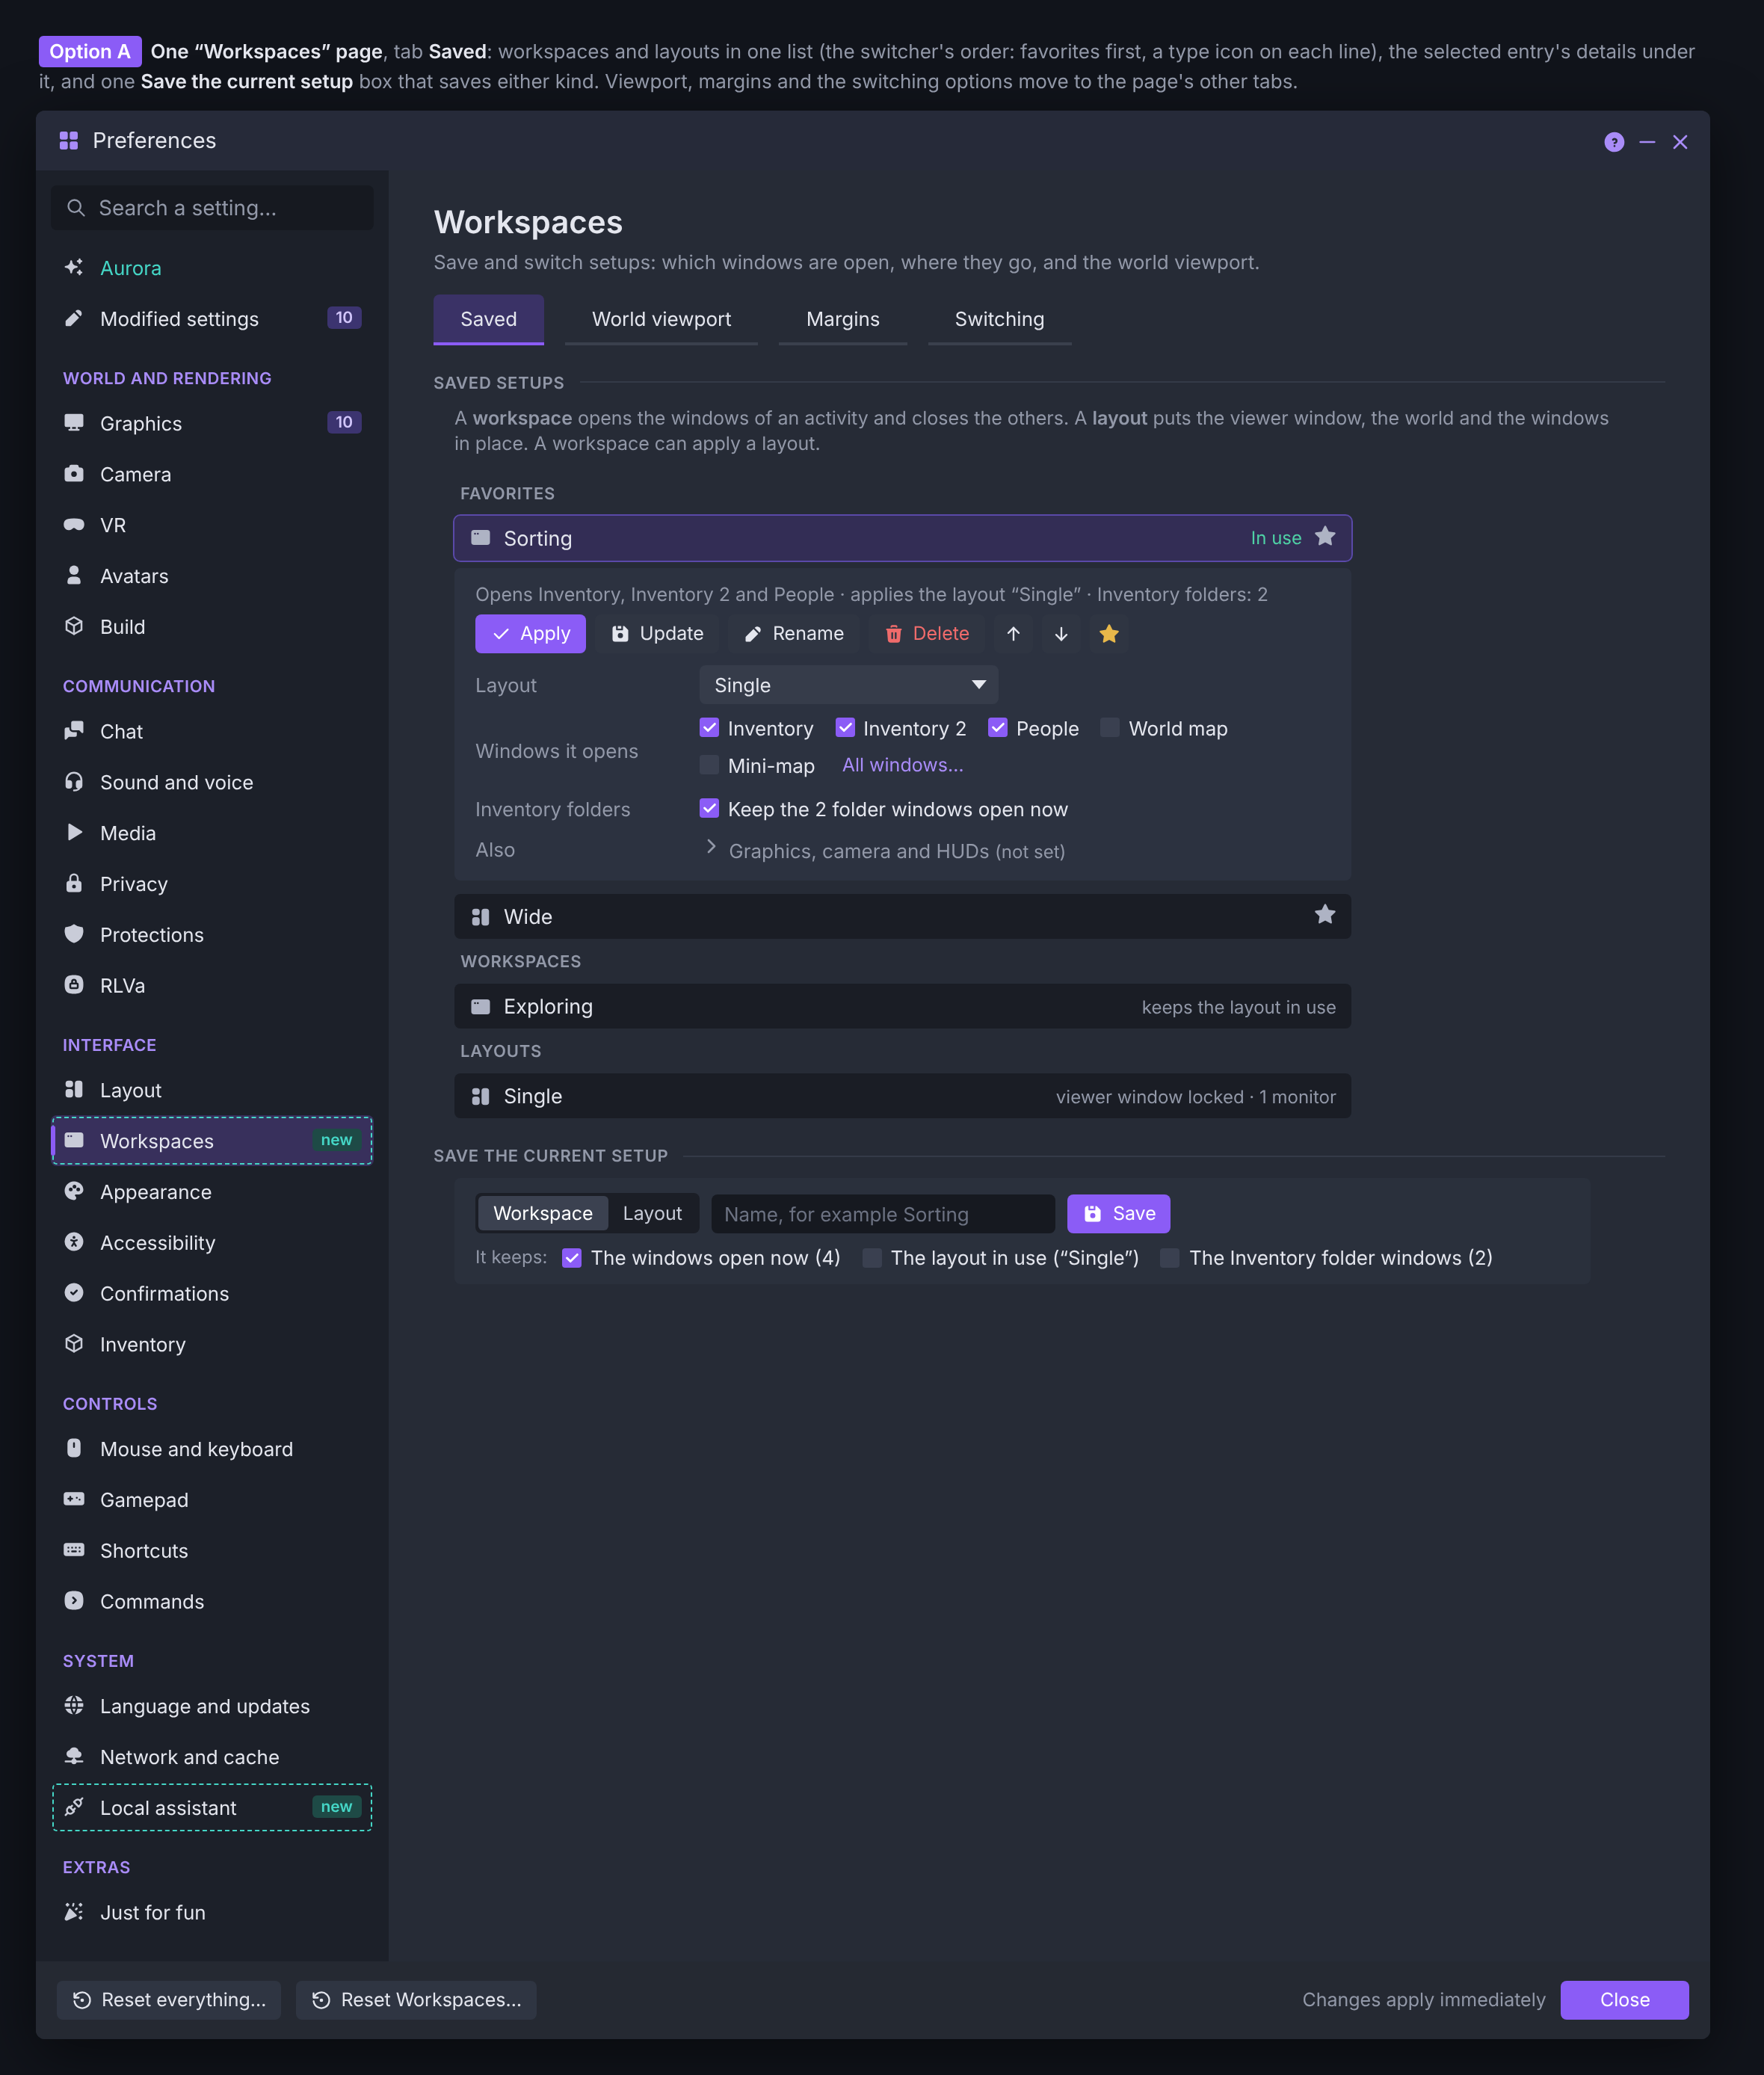 Option A One “Workspaces” page, tab Saved: workspaces and layouts in one list (the switcher's order: favorites first, a type icon on each line), the selected entry's details under
it, and one Save the current setup box that saves either kind. Viewport, margins and the switching options move to the page's other tabs.
Preferences
?
Search a setting...
Aurora
Modified settings 10
WORLD AND RENDERING
Graphics 10
Camera
VR
Avatars
Build
COMMUNICATION
Chat
Sound and voice
Media
Privacy
Protections
RLVa
INTERFACE
Layout
Workspaces new
Appearance
Accessibility
Confirmations
Inventory
CONTROLS
Mouse and keyboard
Gamepad
Shortcuts
Commands
SYSTEM
Language and updates
Network and cache
Local assistant new
EXTRAS
Just for fun
Workspaces
Save and switch setups: which windows are open, where they go, and the world viewport.
Saved World viewport Margins Switching
SAVED SETUPS
A workspace opens the windows of an activity and closes the others. A layout puts the viewer window, the world and the windows
in place. A workspace can apply a layout.
FAVORITES
Sorting In use
Opens Inventory, Inventory 2 and People · applies the layout “Single” · Inventory folders: 2
Apply Update Rename Delete
Layout Single
Windows it opens Inventory Inventory 2 People World map
Mini-map All windows...
Inventory folders Keep the 2 folder windows open now
Also Graphics, camera and HUDs (not set)
Wide
WORKSPACES
Exploring keeps the layout in use
LAYOUTS
Single viewer window locked · 1 monitor
SAVE THE CURRENT SETUP
Workspace Layout Name, for example Sorting Save
It keeps: The windows open now (4) The layout in use (“Single”) The Inventory folder windows (2)
Reset everything... Reset Workspaces... Changes apply immediately Close